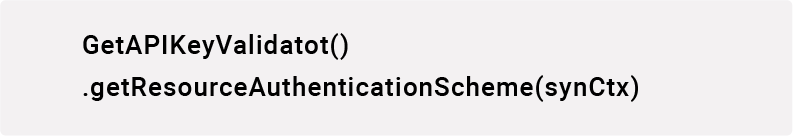 GetAPIKeyValidatot()
.getResourceAuthenticationScheme(synCtx)